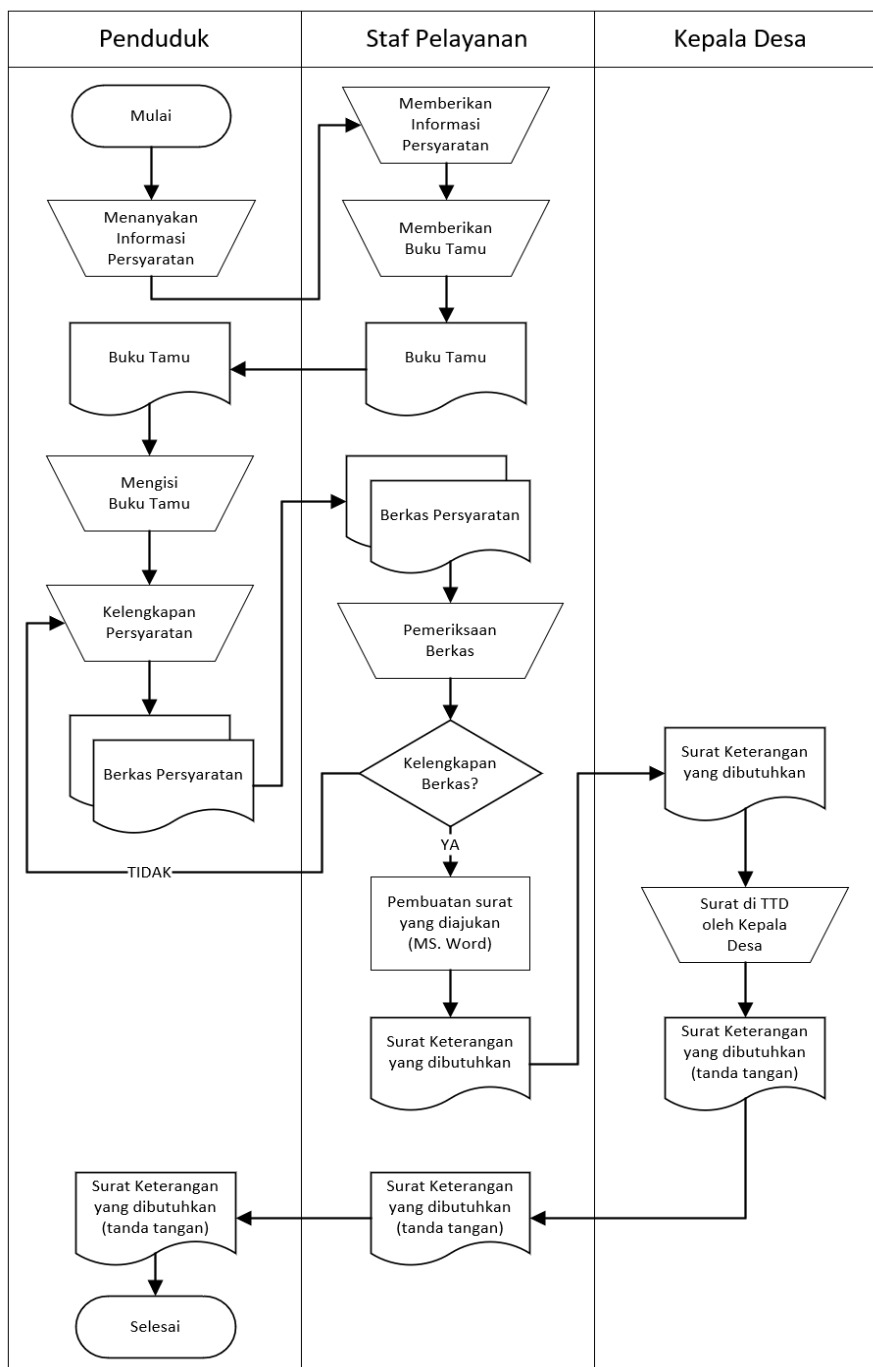 Penduduk
Staf Pelayanan
Kepala Desa
Mulai
Memberikan
Informasi
Persyaratan
Menanyakan
Informasi
Persyaratan
Memberikan
Buku Tamu
Buku Tamu
Buku Tamu
Mengisi
Buku Tamu
Berkas Persyaratan
Kelengkapan
Persyaratan
Pemeriksaan
Berkas
Berkas Persyaratan
Kelengkapan
Berkas?
Surat Keterangan
yang dibutuhkan
YA
TIDAK
Pembuatan surat
yang diajukan
(MS. Word)
Surat di TTD
oleh Kepala
Desa
Surat Keterangan
yang dibutuhkan
Surat Keterangan
yang dibutuhkan
(tanda tangan)
Surat Keterangan
yang dibutuhkan
(tanda tangan)
Surat Keterangan
yang dibutuhkan
(tanda tangan)
Selesai